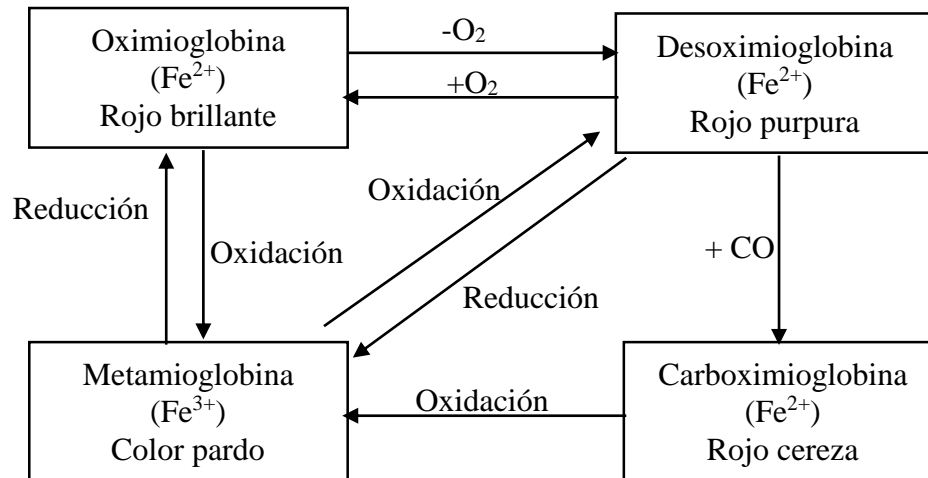 Oximioglobina
(Fe²⁺)
Rojo brillante
-O₂
+O₂
Desoximioglobina
(Fe²⁺)
Rojo purpura
Reducción
Oxidación
Oxidación
Reducción
+ CO
Metamioglobina
(Fe³⁺)
Color pardo
Oxidación
Carboximioglobina
(Fe²⁺)
Rojo cereza